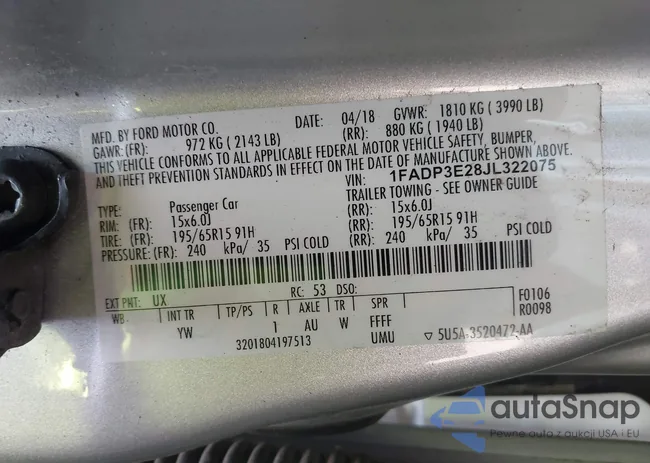 MFD. BY FORD MOTOR CO.
DATE: 04/18 GVWR: 1810 KG ( 3990 LB)
GAWR: (FR): 972 KG ( 2143 LB) (RR): 880 KG ( 1940 LB)
THIS VEHICLE CONFORMS TO ALL APPLICABLE FEDERAL MOTOR VEHICLE SAFETY, BUMPER,
AND THEFT PREVENTION STANDARDS IN EFFECT ON THE DATE OF MANUFACTURE SHOWN ABOVE.
VIN: 1FADP3E28JL322075
TYPE: Passenger Car TRAILER TOWING - SEE OWNER GUIDE
RIM: (FR): 15x6.0J (RR): 15x6.0J
TIRE: (FR): 195/65R15 91H (RR): 195/65R15 91H
PRESSURE: (FR): 240 kPa/ 35 PSI COLD (RR): 240 kPa/ 35 PSI COLD
EXT PNT: UX RC: 53 DSO: F0106
WB INT TR TP/PS R AXLE TR SPR R0098
YW 1 AU W FFFF
3201804197513 UMU ▽ 5U5A-3520472-AA
autoSnap
Pewne auta z aukcji USA i EU